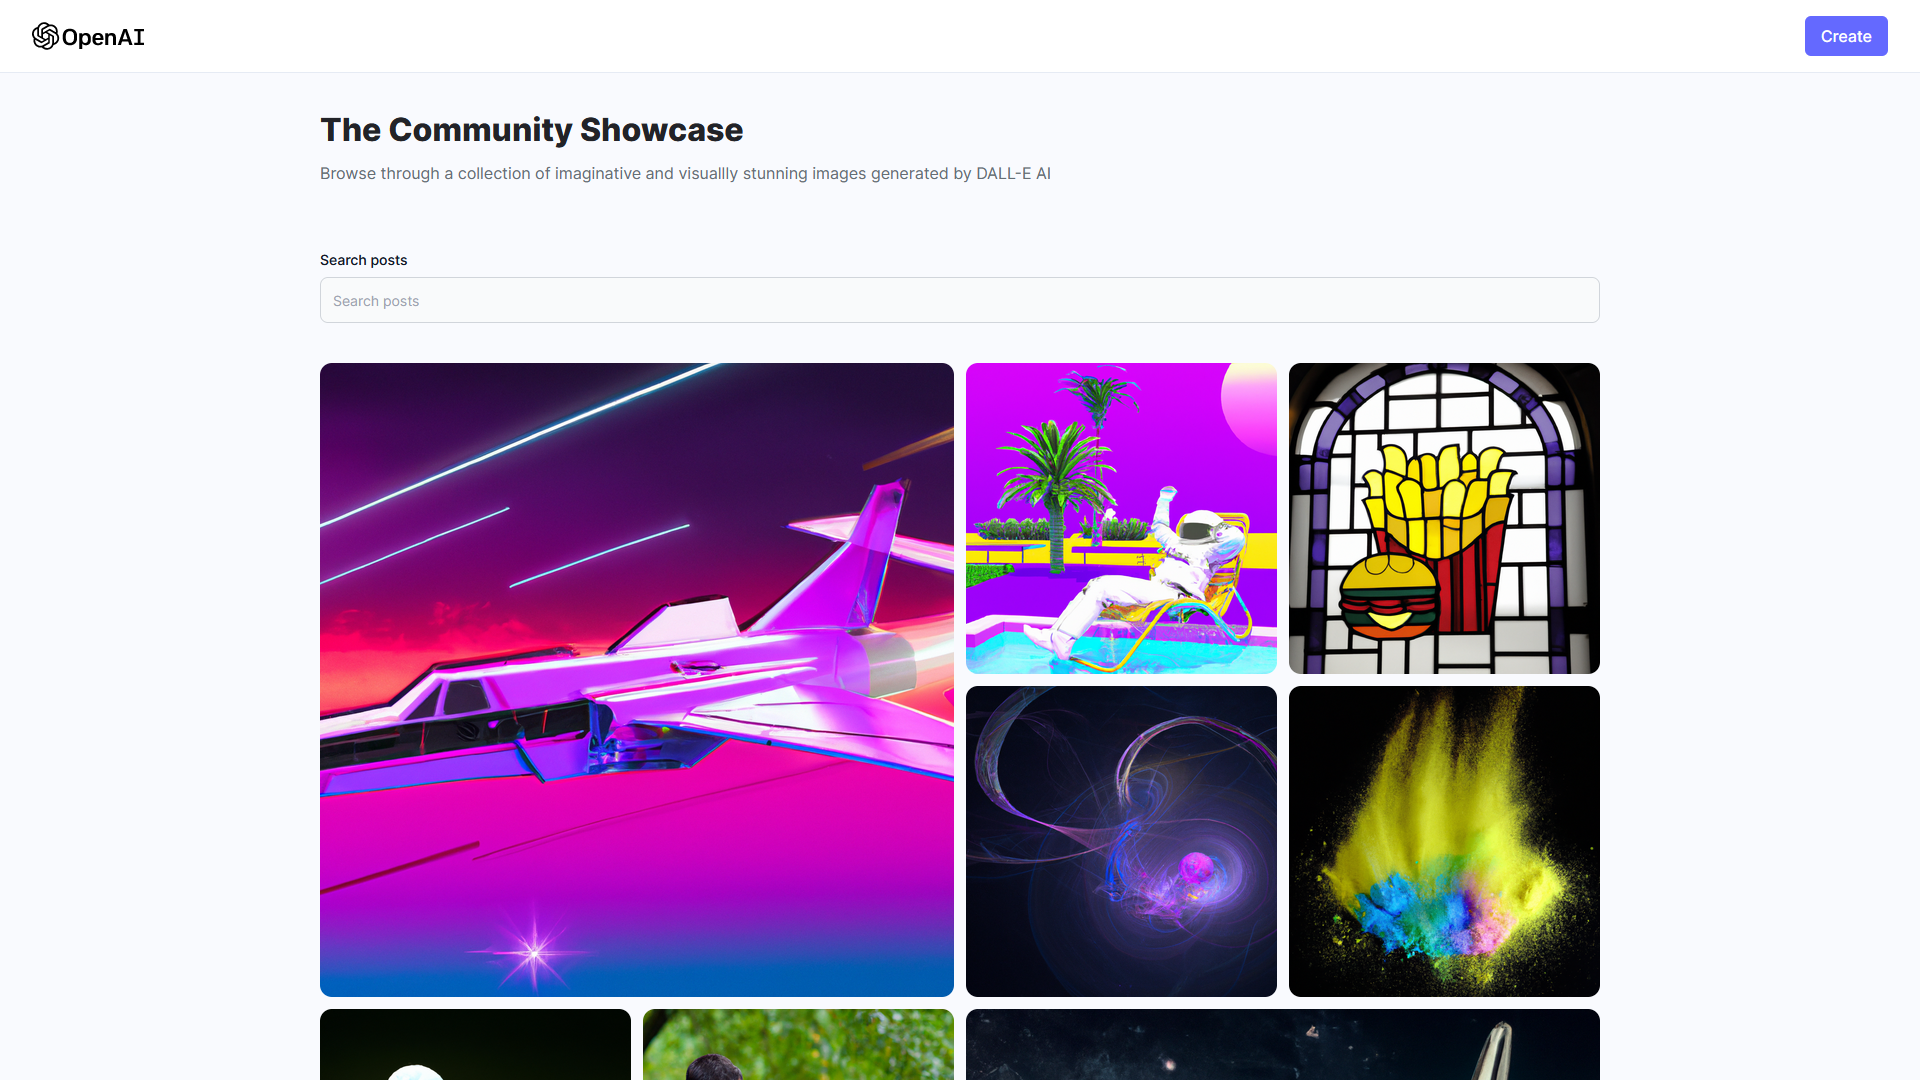 OpenAI
Create
The Community Showcase
Browse through a collection of imaginative and visuallly stunning images generated by DALL-E AI
Search posts
Search posts